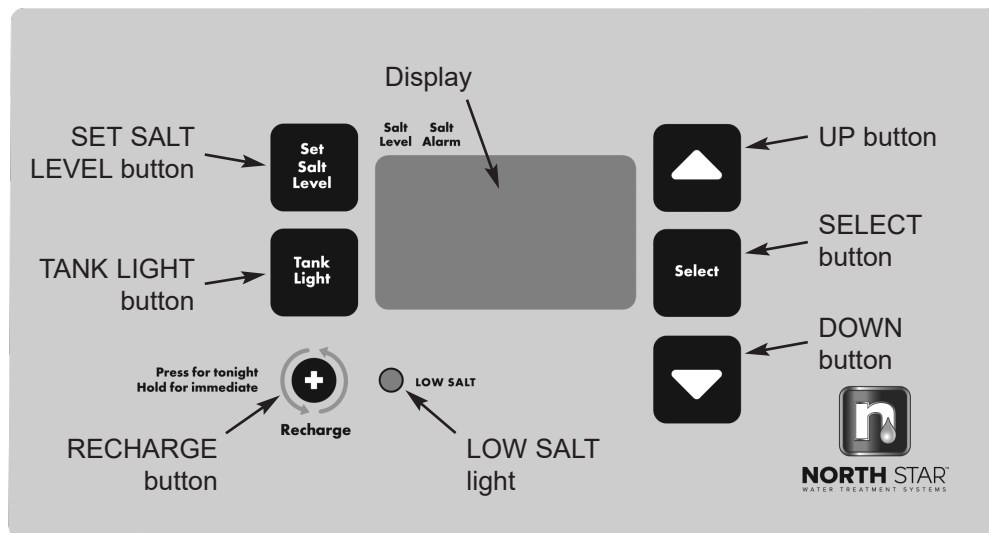 Display
SET SALT
LEVEL button
Set
Salt
Level
Salt
Level
Salt
Alarm
UP button
TANK LIGHT
button
Tank
Light
Select
SELECT
button
DOWN
button
Press for tonight
Hold for immediate
Recharge
LOW SALT
RECHARGE
button
LOW SALT
light
n
NORTH STAR™
WATER TREATMENT SYSTEMS